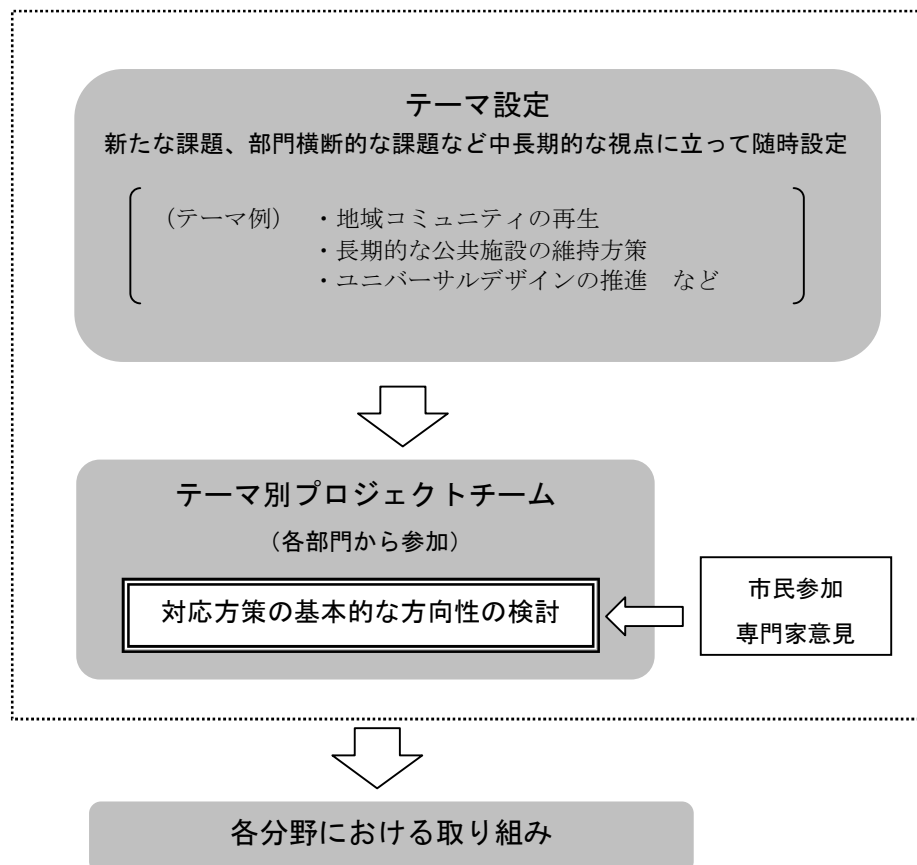 テーマ設定
新たな課題、部門横断的な課題など中長期的な視点に立って随時設定
（テーマ例）　・地域コミュニティの再生
・長期的な公共施設の維持方策
・ユニバーサルデザインの推進　など
テーマ別プロジェクトチーム
（各部門から参加）
対応方策の基本的な方向性の検討
市民参加
専門家意見
各分野における取り組み